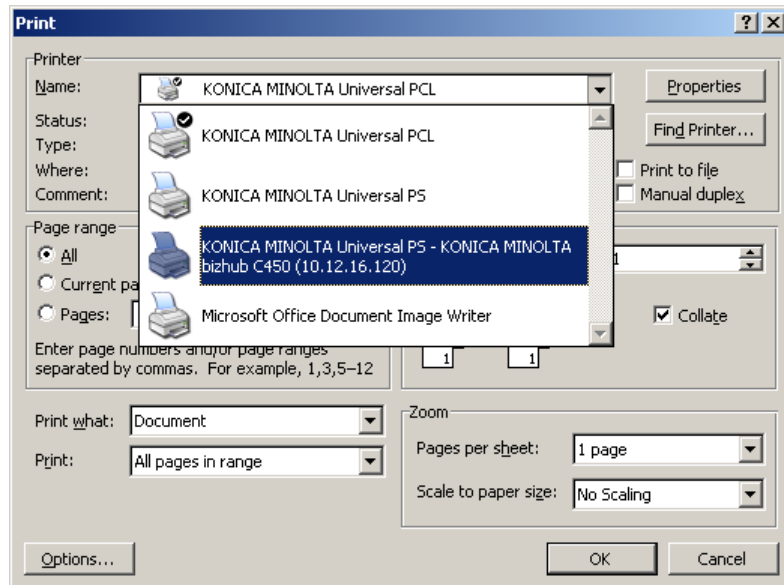 Print
Printer
Name:
KONICA MINOLTA Universal PCL
Properties
Status:
KONICA MINOLTA Universal PCL
Find Printer...
Type:
Where:
Print to file
Comment:
KONICA MINOLTA Universal PS
Manual duplex
Page range
All
KONICA MINOLTA Universal PS - KONICA MINOLTA
bizhub C450 (10.12.16.120)
1
Pages:
Microsoft Office Document Image Writer
Collate
Enter page numbers and/or page ranges
separated by commas. For example, 1,3,5–12
1
1
Print what:
Document
Zoom
Pages per sheet:
1 page
Print:
All pages in range
Scale to paper size:
No Scaling
Options...
OK
Cancel